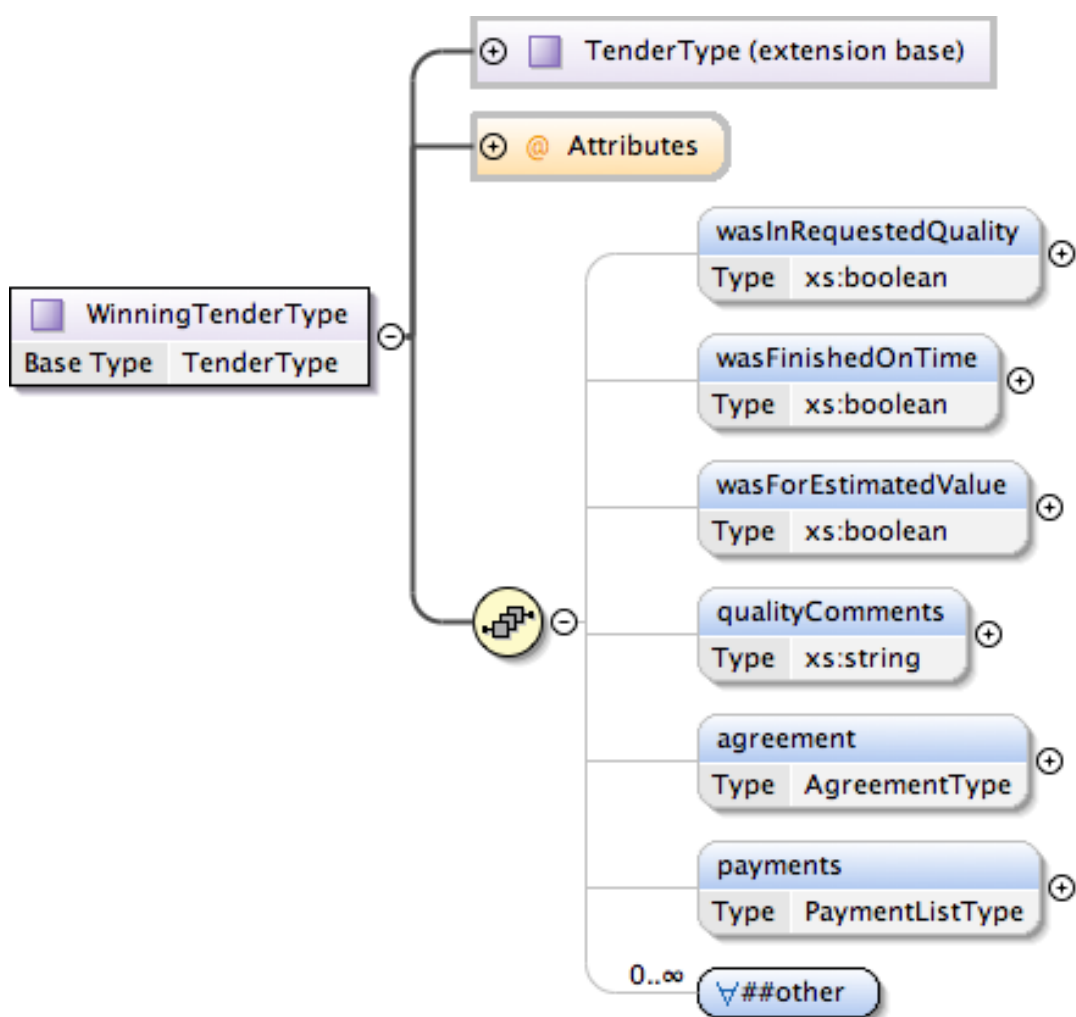 TenderType (extension base)
@ Attributes
wasInRequestedQuality
Type xs:boolean
WinningTenderType
Base Type TenderType
wasFinishedOnTime
Type xs:boolean
wasForEstimatedValue
Type xs:boolean
qualityComments
Type xs:string
agreement
Type AgreementType
payments
Type PaymentListType
0..∞
∀##other